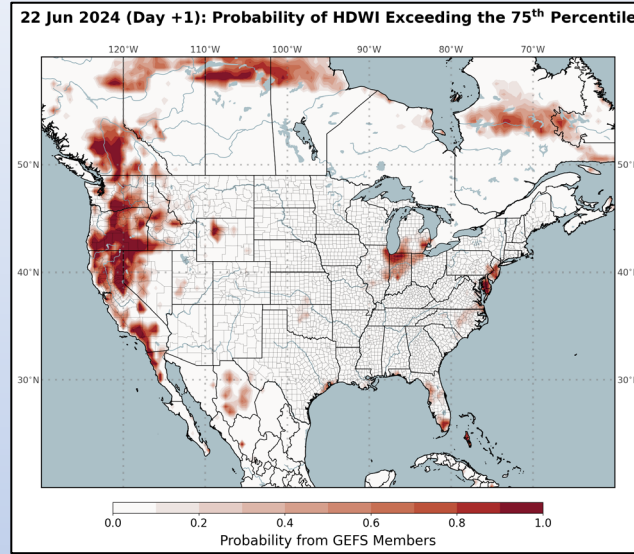 22 Jun 2024 (Day +1): Probability of HDWI Exceeding the 75th Percentile
120°W 110°W 100°W 90°W 80°W 70°W
50°N 50°N
40°N 40°N
30°N 30°N
0.0 0.2 0.4 0.6 0.8 1.0
Probability from GEFS Members